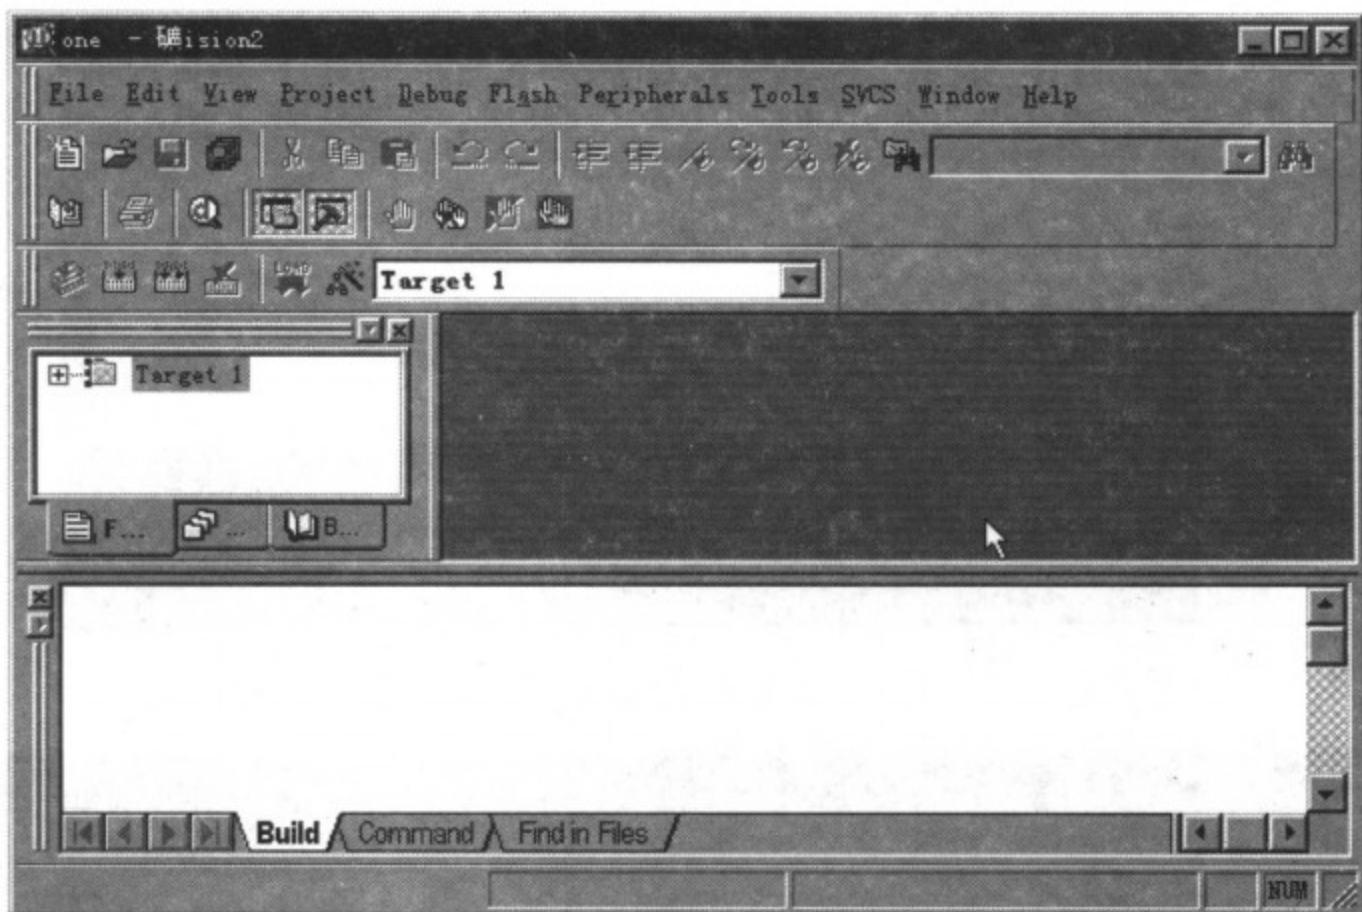 one - 礦ision2
File Edit View Project Debug Flash Peripherals Tools SVCS Window Help
LOAD Target 1
Target 1
F... ... B...
Build Command Find in Files
NUM